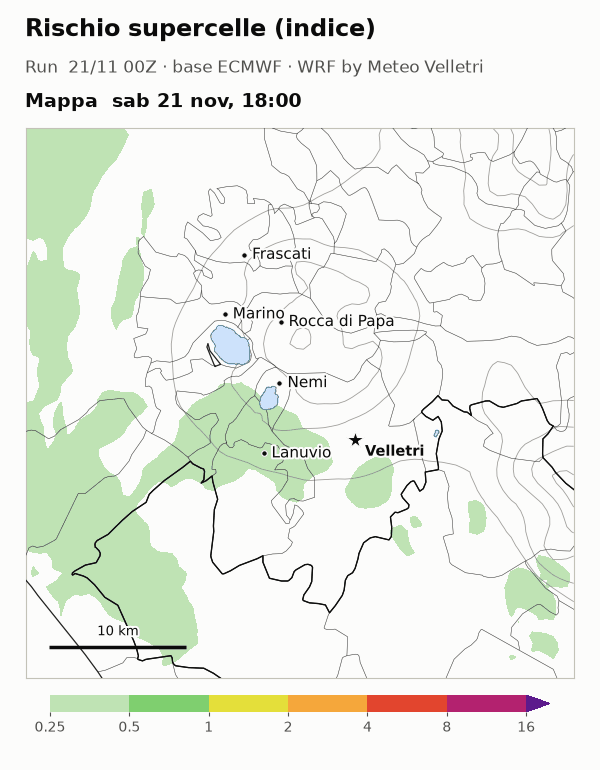 Rischio supercelle (indice)
Run 21/11 00Z · base ECMWF · WRF by Meteo Velletri
Mappa sab 21 nov, 18:00
Frascati
Marino
Rocca di Papa
Nemi
Velletri
Lanuvio
10 km
0.25 0.5 1 2 4 8 16